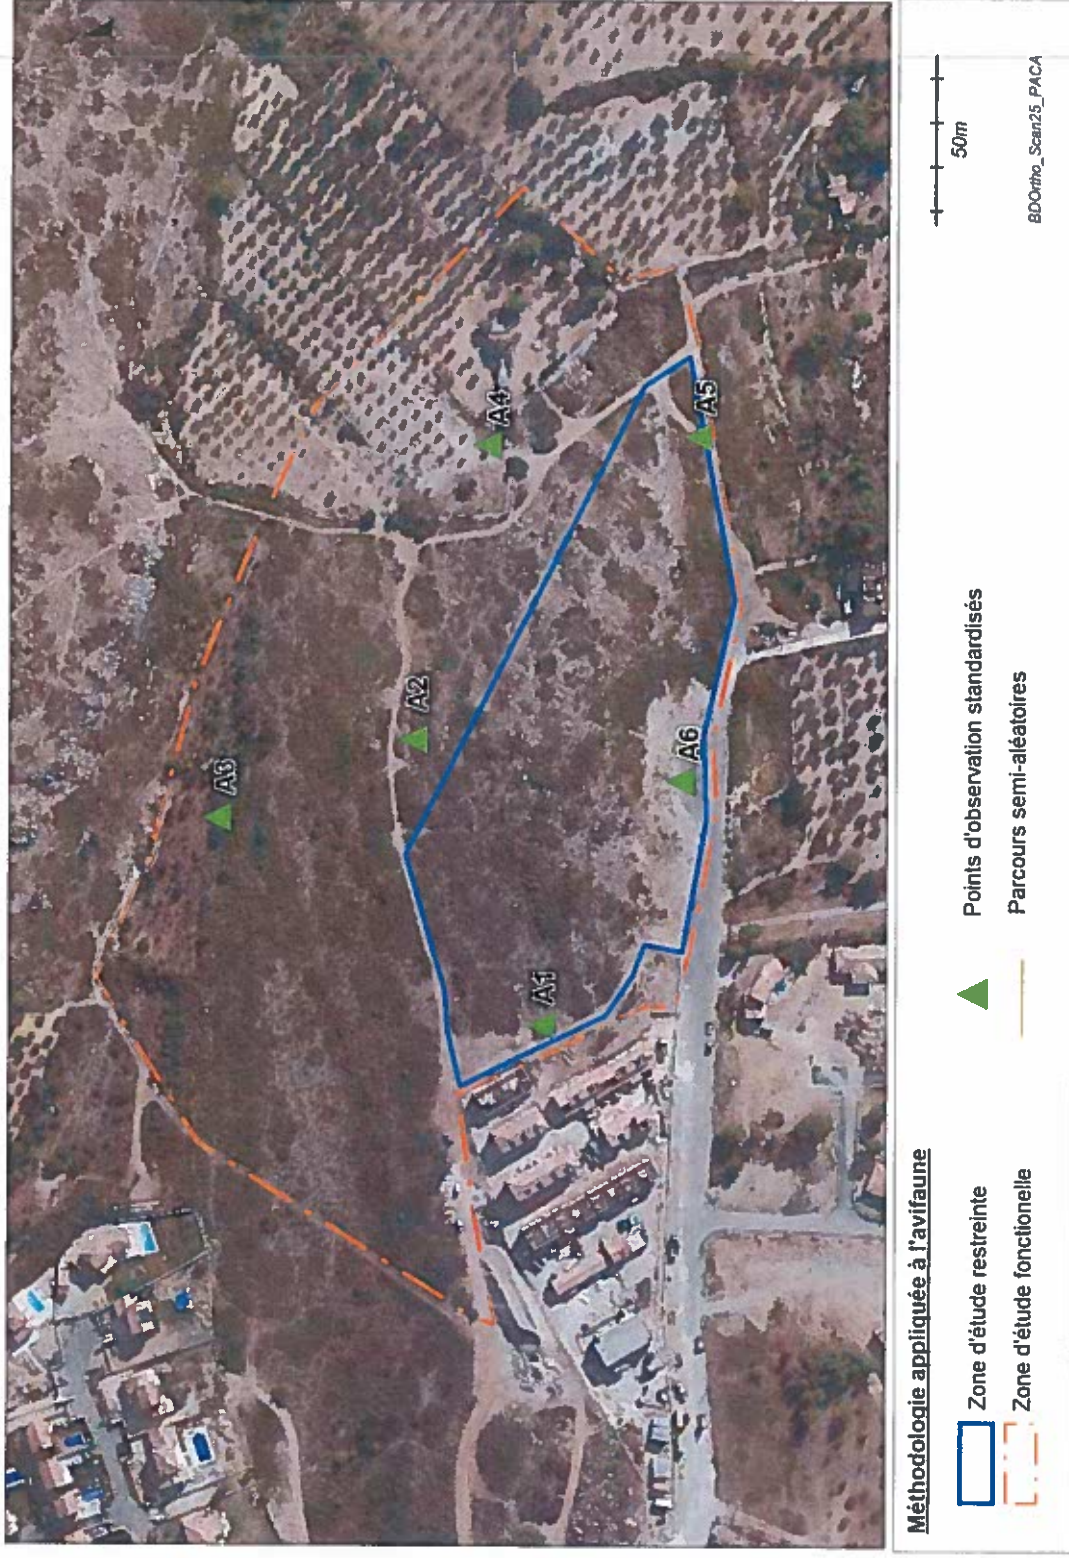 A3
A2
A4
A1
A6
A5
Méthodologie appliquée à l'avifaune
Zone d'étude restreinte
Zone d'étude fonctionelle
Points d'observation standardisés
Parcours semi-aléatoires
50m
BDOrtho_Scan25_PACA